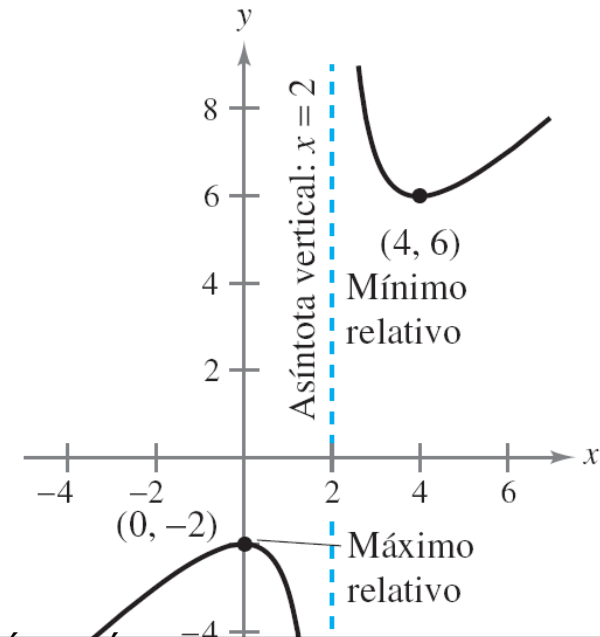 y
8
6
4
2
Asíntota vertical: x = 2
(4, 6)
Mínimo
relativo
x
−4
−2
2
4
6
(0, −2)
Máximo
relativo
−4